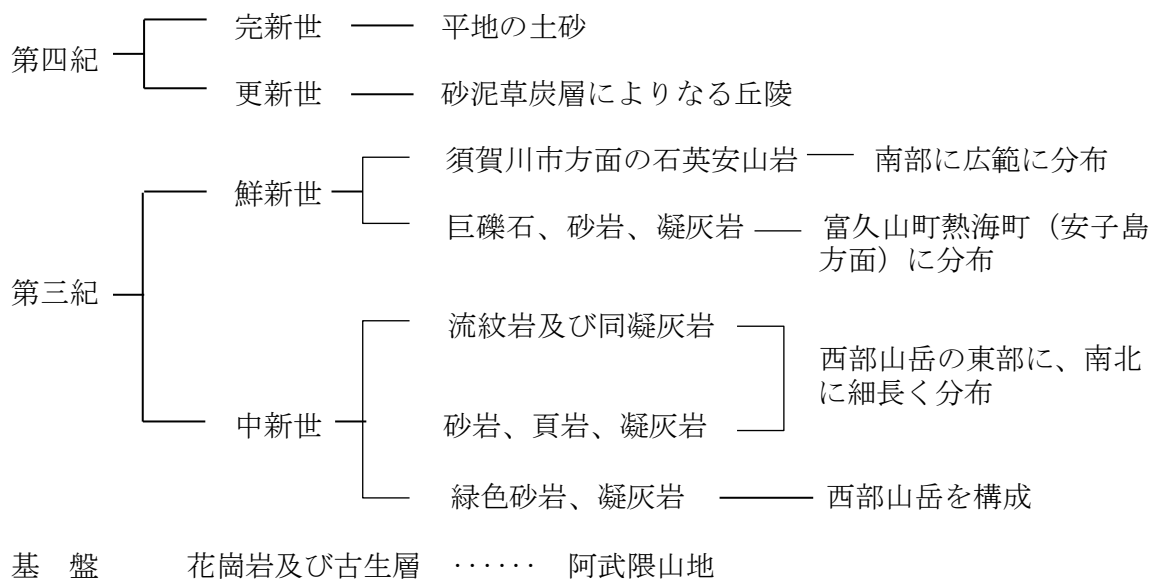 完新世 平地の土砂
第四紀
更新世 砂泥草炭層によりなる丘陵
須賀川市方面の石英安山岩 南部に広範に分布
鮮新世
巨礫石、砂岩、凝灰岩 富久山町熱海町（安子島
方面）に分布
第三紀
流紋岩及び同凝灰岩
西部山岳の東部に、南北
に細長く分布
中新世 砂岩、頁岩、凝灰岩
緑色砂岩、凝灰岩 西部山岳を構成
基 盤 花崗岩及び古生層 …… 阿武隈山地